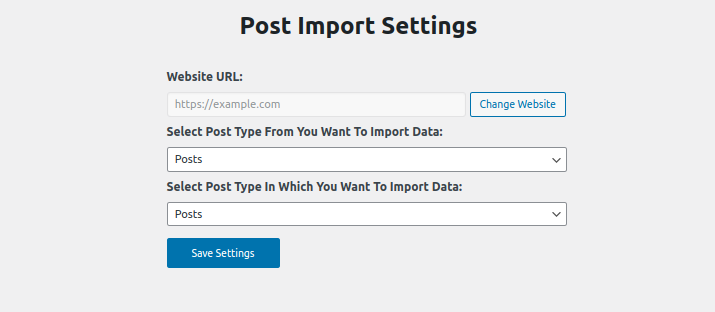 Post Import Settings
Website URL:
https://example.com Change Website
Select Post Type From You Want To Import Data:
Posts
Select Post Type In Which You Want To Import Data:
Posts
Save Settings